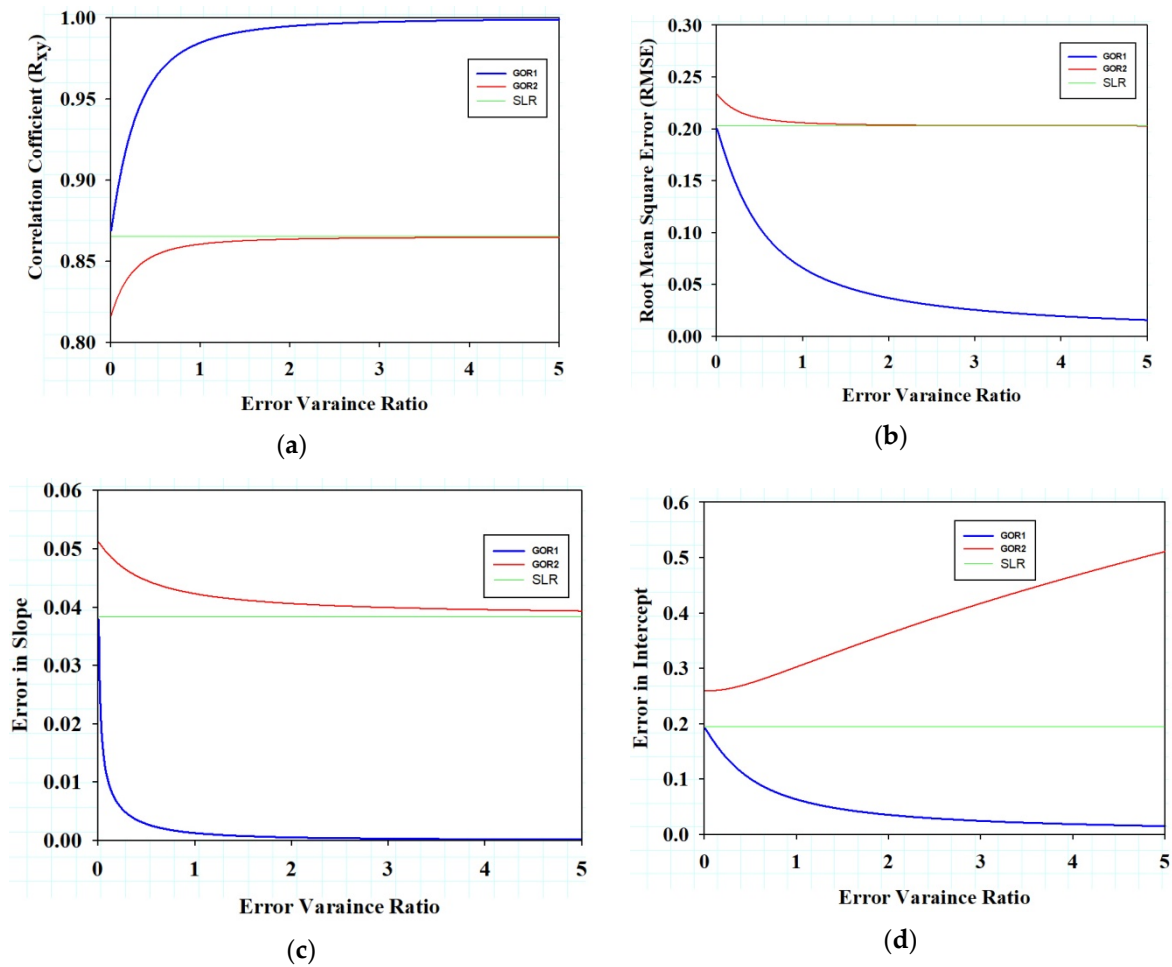 Correlation Cofficient (Rxy)
1.00
0.95
0.90
0.85
0.80
0
1
2
3
4
5
GOR1
GOR2
SLR
Error Varaince Ratio
(a)
Root Mean Square Error (RMSE)
0.30
0.25
0.20
0.15
0.10
0.05
0.00
0
1
2
3
4
5
GOR1
GOR2
SLR
Error Varaince Ratio
(b)
Error in Slope
0.06
0.05
0.04
0.03
0.02
0.01
0.00
0
1
2
3
4
5
GOR1
GOR2
SLR
Error Varaince Ratio
(c)
Error in Intercept
0.6
0.5
0.4
0.3
0.2
0.1
0.0
0
1
2
3
4
5
GOR1
GOR2
SLR
Error Varaince Ratio
(d)